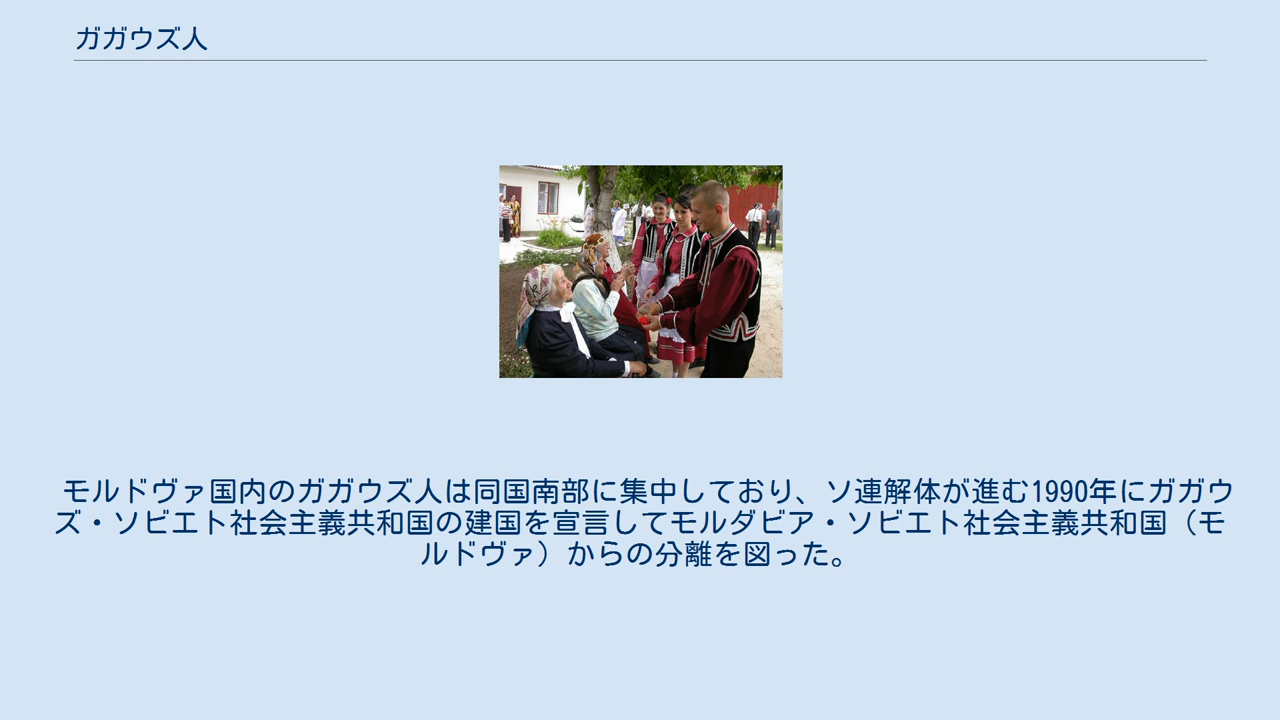 ガガウズ人
モルドヴァ国内のガガウズ人は同国南部に集中しており、ソ連解体が進む1990年にガガウ
ズ・ソビエト社会主義共和国の建国を宣言してモルダビア・ソビエト社会主義共和国（モ
ルドヴァ）からの分離を図った。